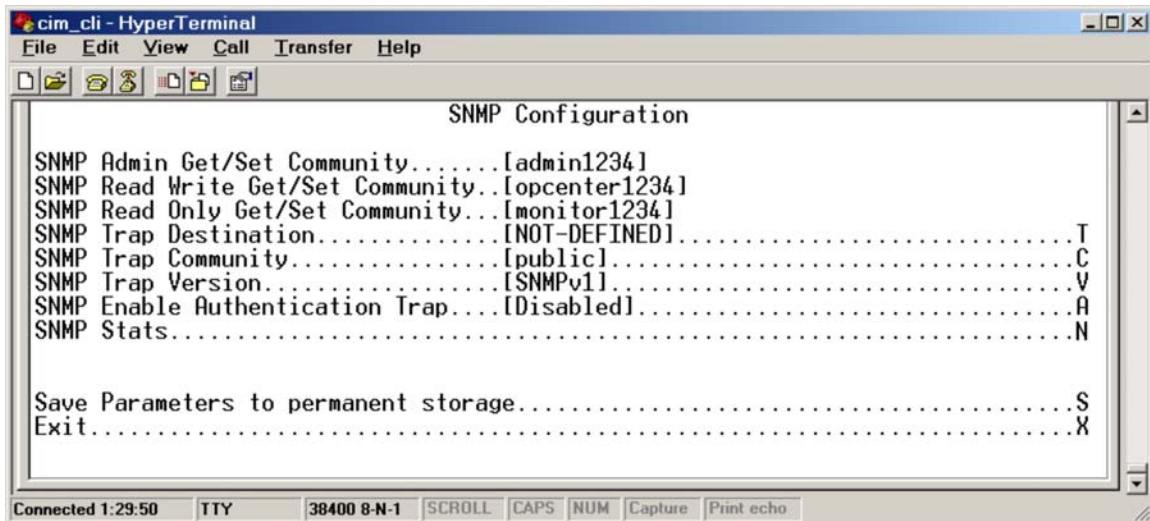 cim_cli - HyperTerminal
File Edit View Call Transfer Help
SNMP Configuration
SNMP Admin Get/Set Community.......[admin1234]
SNMP Read Write Get/Set Community..[opcenter1234]
SNMP Read Only Get/Set Community...[monitor1234]
SNMP Trap Destination..............[NOT-DEFINED]..............................T
SNMP Trap Community................[public]...................................C
SNMP Trap Version..................[SNMPv1]...................................V
SNMP Enable Authentication Trap....[Disabled].................................A
SNMP Stats....................................................................N
Save Parameters to permanent storage..........................................S
Exit..........................................................................X
Connected 1:29:50 TTY 38400 8-N-1 SCROLL CAPS NUM Capture Print echo